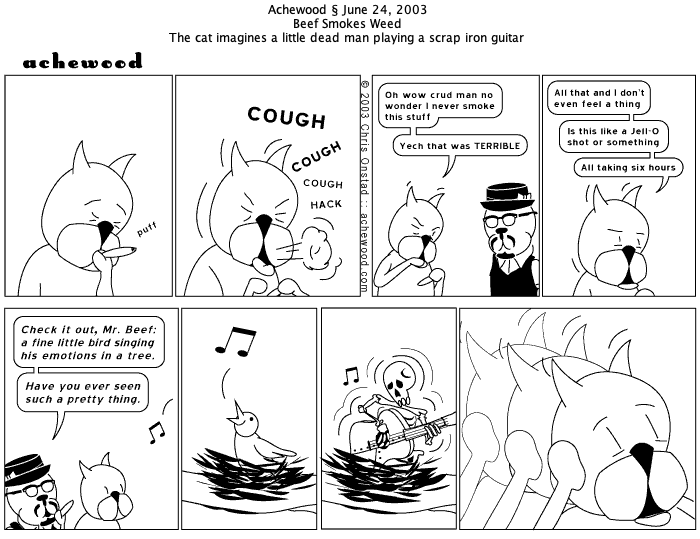 Achewood § June 24, 2003
Beef Smokes Weed
The cat imagines a little dead man playing a scrap iron guitar
achewood
puff
COUGH
COUGH
COUGH
HACK
© 2003 Chris Onstad :: achewood.com
Oh wow crud man no
wonder I never smoke
this stuff
Yech that was TERRIBLE
All that and I don't
even feel a thing
Is this like a Jell-O
shot or something
All taking six hours
Check it out, Mr. Beef:
a fine little bird singing
his emotions in a tree.
Have you ever seen
such a pretty thing.